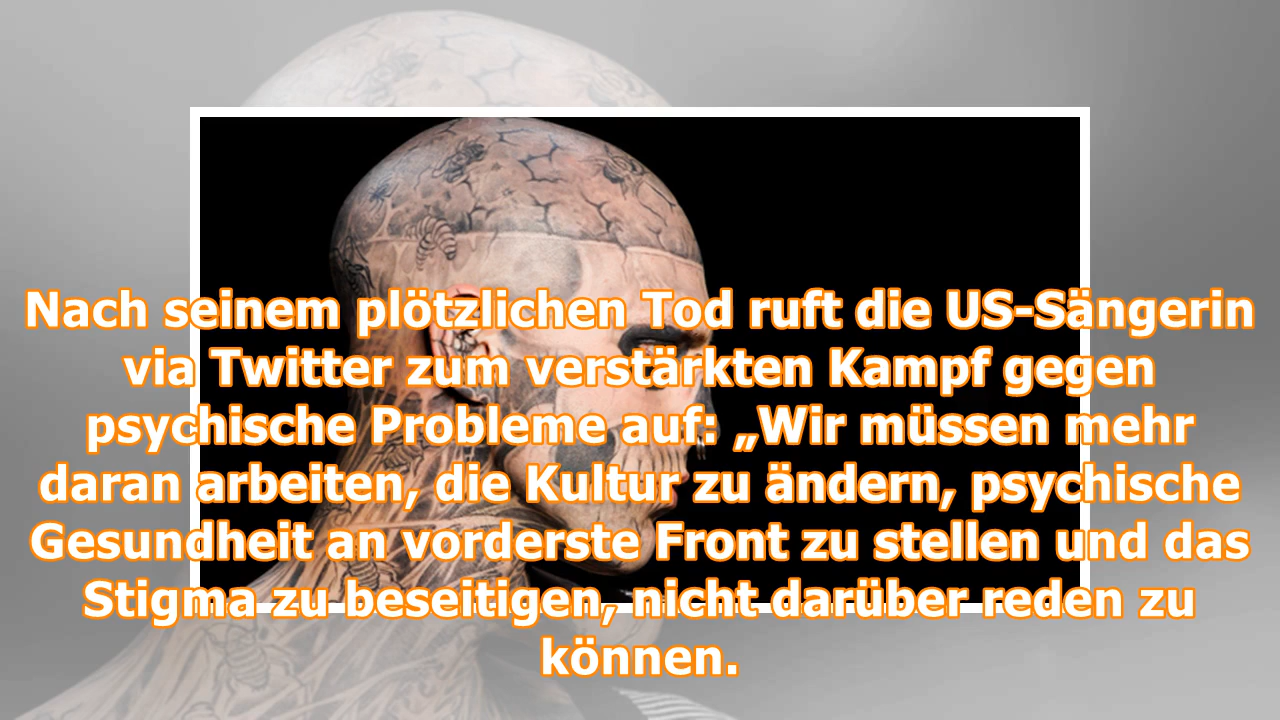 Nach seinem plötzlichen Tod ruft die US-Sängerin
via Twitter zum verstärkten Kampf gegen
psychische Probleme auf: „Wir müssen mehr
daran arbeiten, die Kultur zu ändern, psychische
Gesundheit an vorderste Front zu stellen und das
Stigma zu beseitigen, nicht darüber reden zu
können.